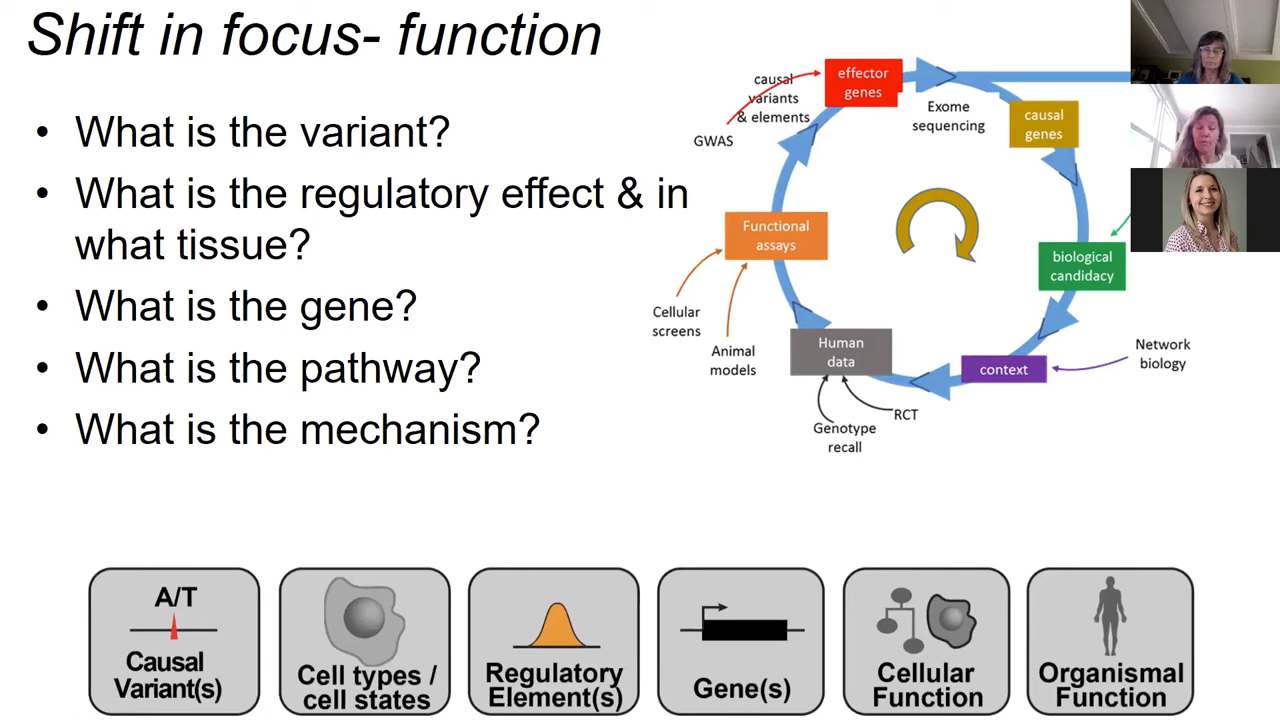 Shift in focus- function
• What is the variant?
• What is the regulatory effect & in
what tissue?
• What is the gene?
• What is the pathway?
• What is the mechanism?
causal
variants
& elements
GWAS
effector
genes
Exome
sequencing
causal
genes
Functional
assays
biological
candidacy
Cellular
screens
Animal
models
Human
data
context
Network
biology
RCT
Genotype
recall
A/T
Causal
Variant(s)
Cell types /
cell states
Regulatory
Element(s)
Gene(s)
Cellular
Function
Organismal
Function